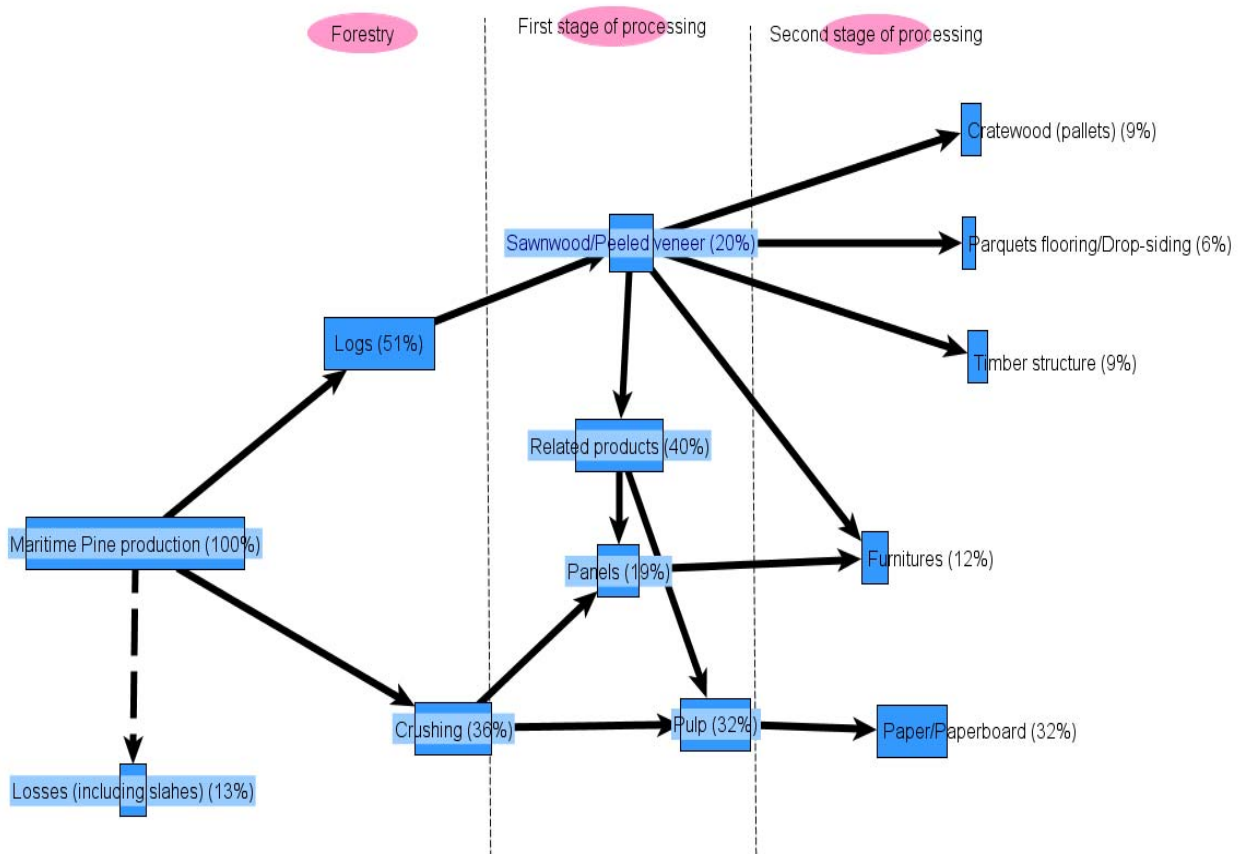 Forestry
First stage of processing
Second stage of processing
Cratewood (pallets) (9%)
Sawnwood/Peeled veneer (20%)
Parquets flooring/Drop-siding (6%)
Logs (51%)
Timber structure (9%)
Related products (40%)
Maritime Pine production (100%)
Panels (19%)
Furnitures (12%)
Crushing (36%)
Pulp (32%)
Paper/Paperboard (32%)
Losses (including slahes) (13%)